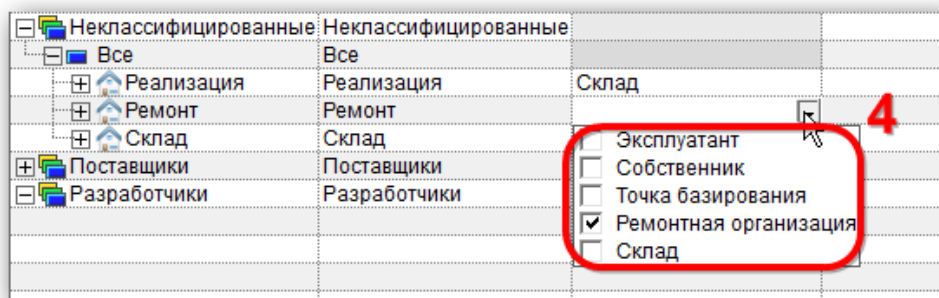 Неклассифицированные Неклассифицированные
Все Все
Реализация Реализация Склад
Ремонт Ремонт 4
Склад Склад Эксплуатант
Поставщики Поставщики Собственник
Разработчики Разработчики Точка базирования
Ремонтная организация
Склад